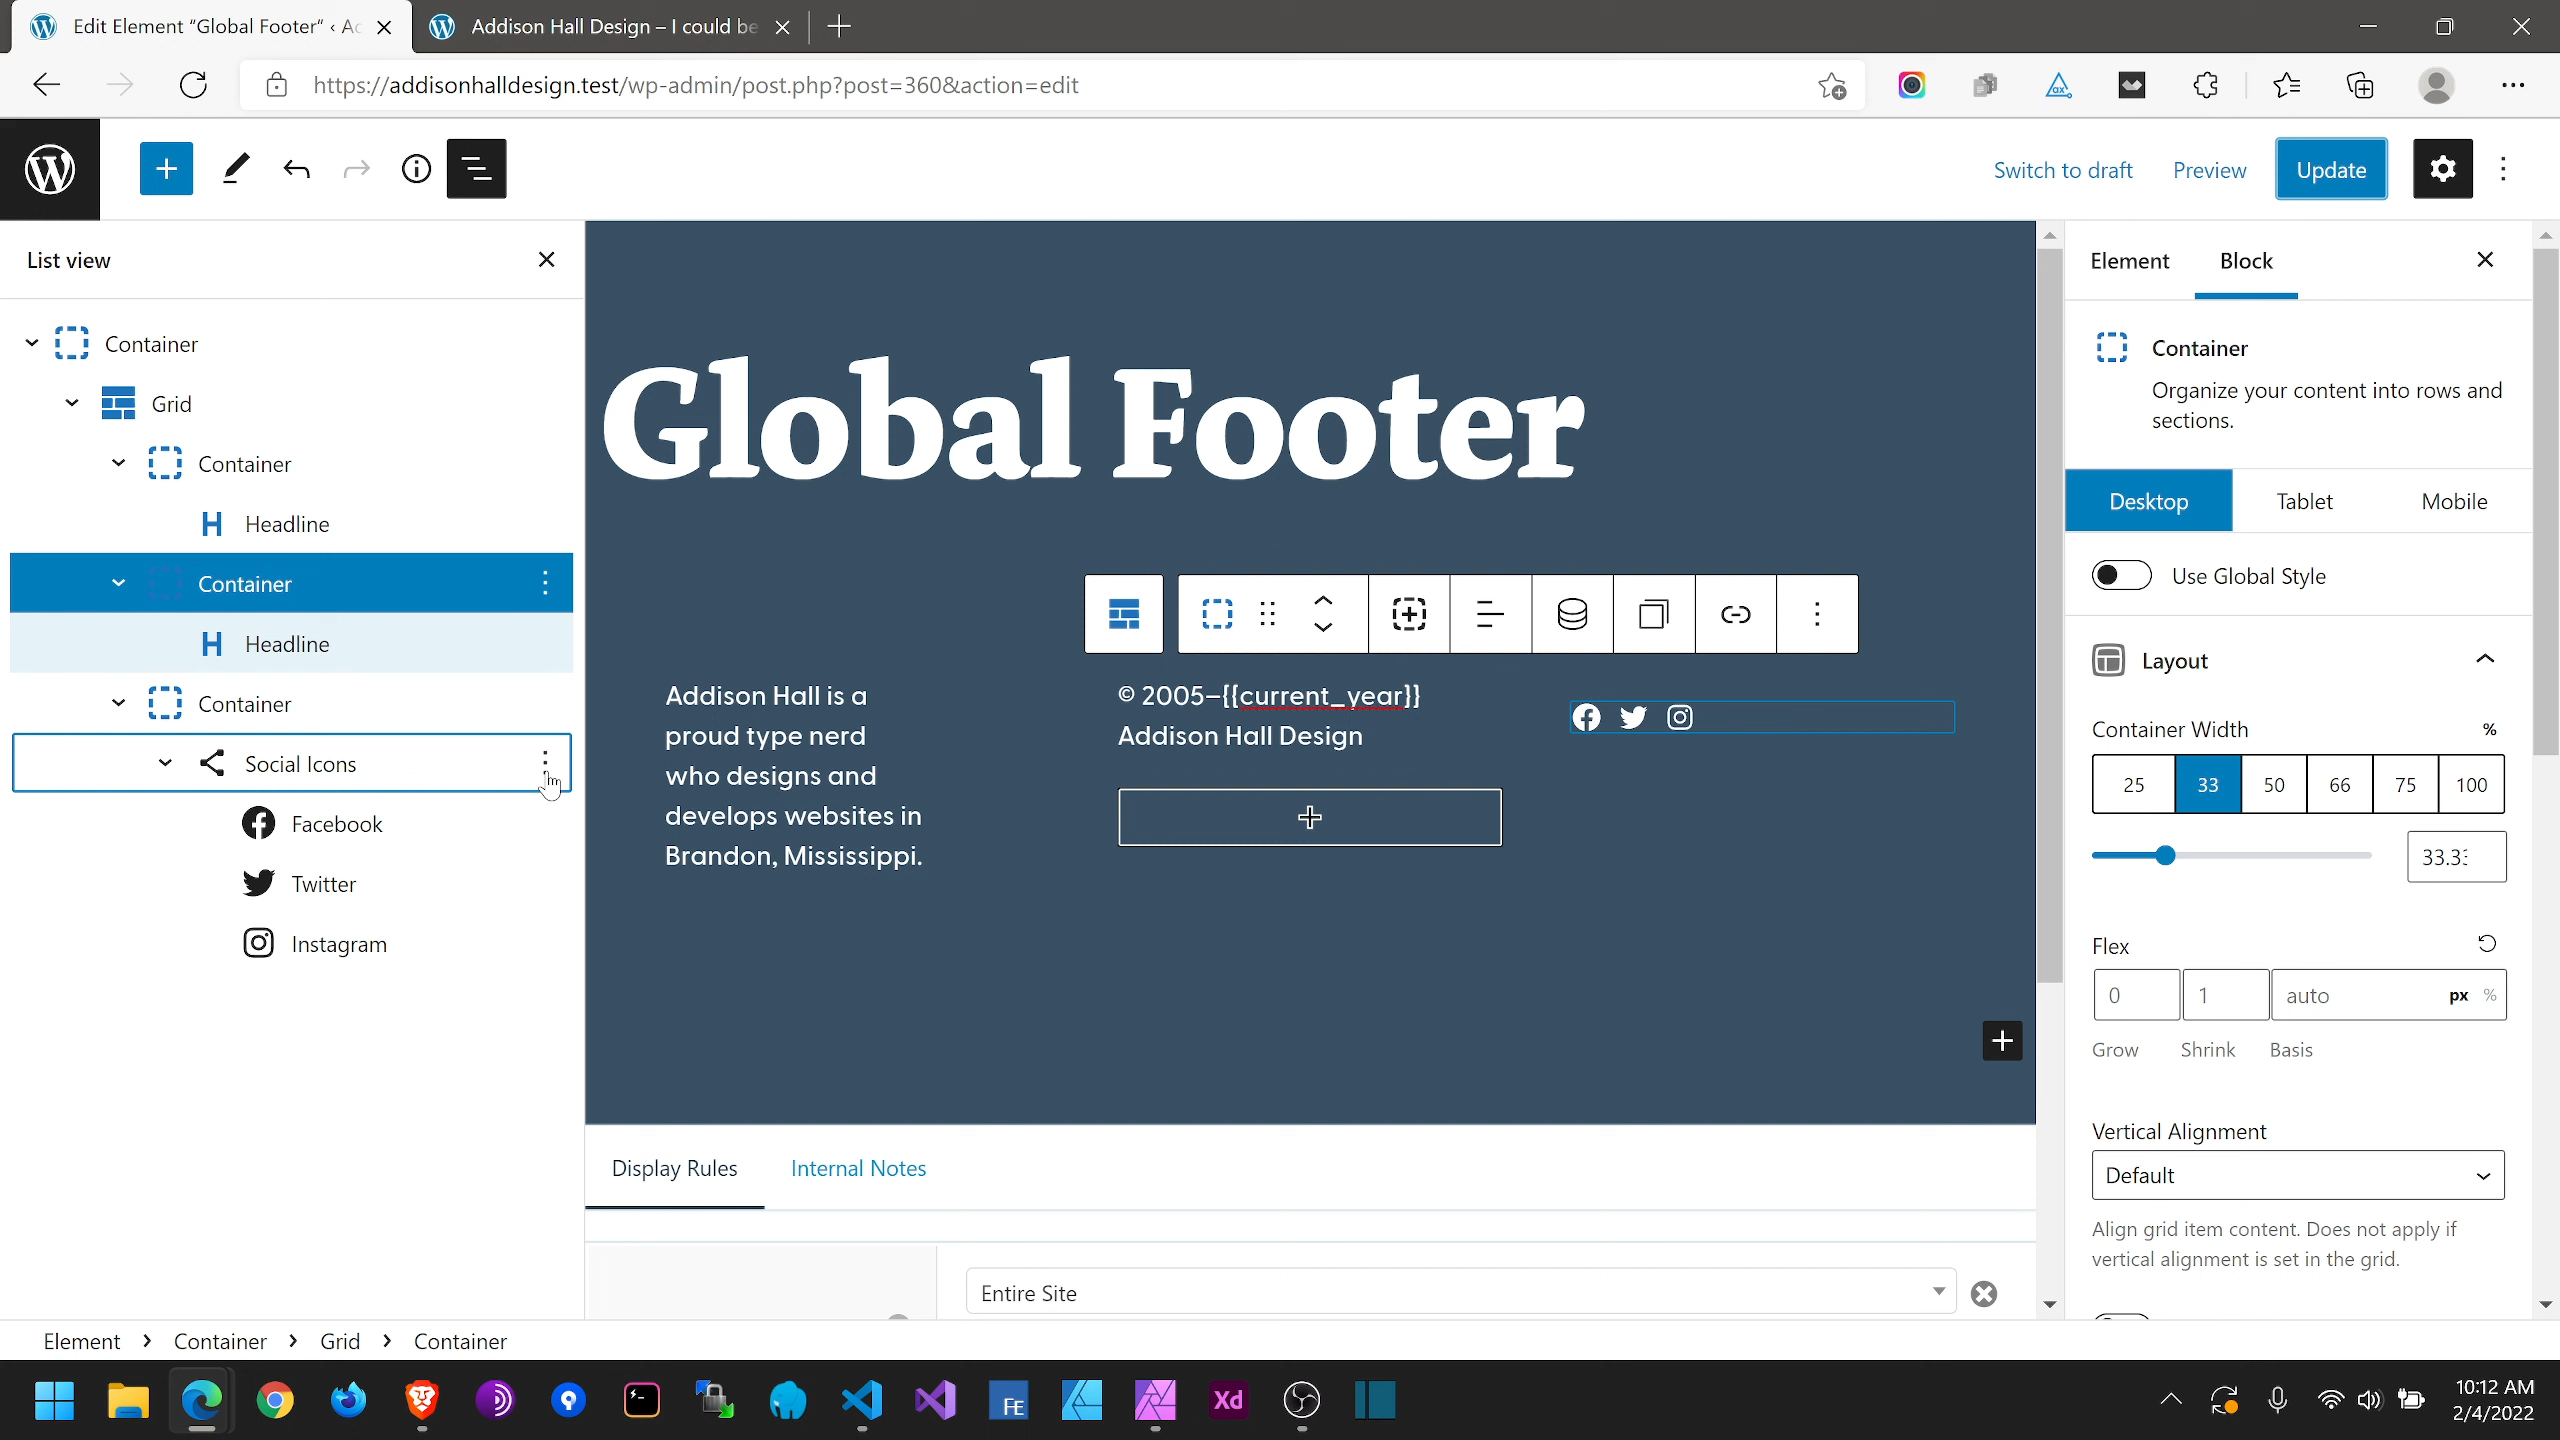 Edit Element "Global Footer" ‹ Ac
Addison Hall Design – I could be
https://addisonhalldesign.test/wp-admin/post.php?post=360&action=edit
Switch to draft
Preview
Update
List view
Container
Grid
Container
Headline
Container
Headline
Container
Social Icons
Facebook
Twitter
Instagram
Global Footer
Addison Hall is a
proud type nerd
who designs and
develops websites in
Brandon, Mississippi.
© 2005–{{current_year}}
Addison Hall Design
Display Rules
Internal Notes
Entire Site
Element
Block
Container
Organize your content into rows and
sections.
Desktop
Tablet
Mobile
Use Global Style
Layout
Container Width
%
25
33
50
66
75
100
33.33
Flex
0
1
auto
px
%
Grow
Shrink
Basis
Vertical Alignment
Default
Align grid item content. Does not apply if
vertical alignment is set in the grid.
Element
Container
Grid
Container
FE
Xd
10:12 AM
2/4/2022